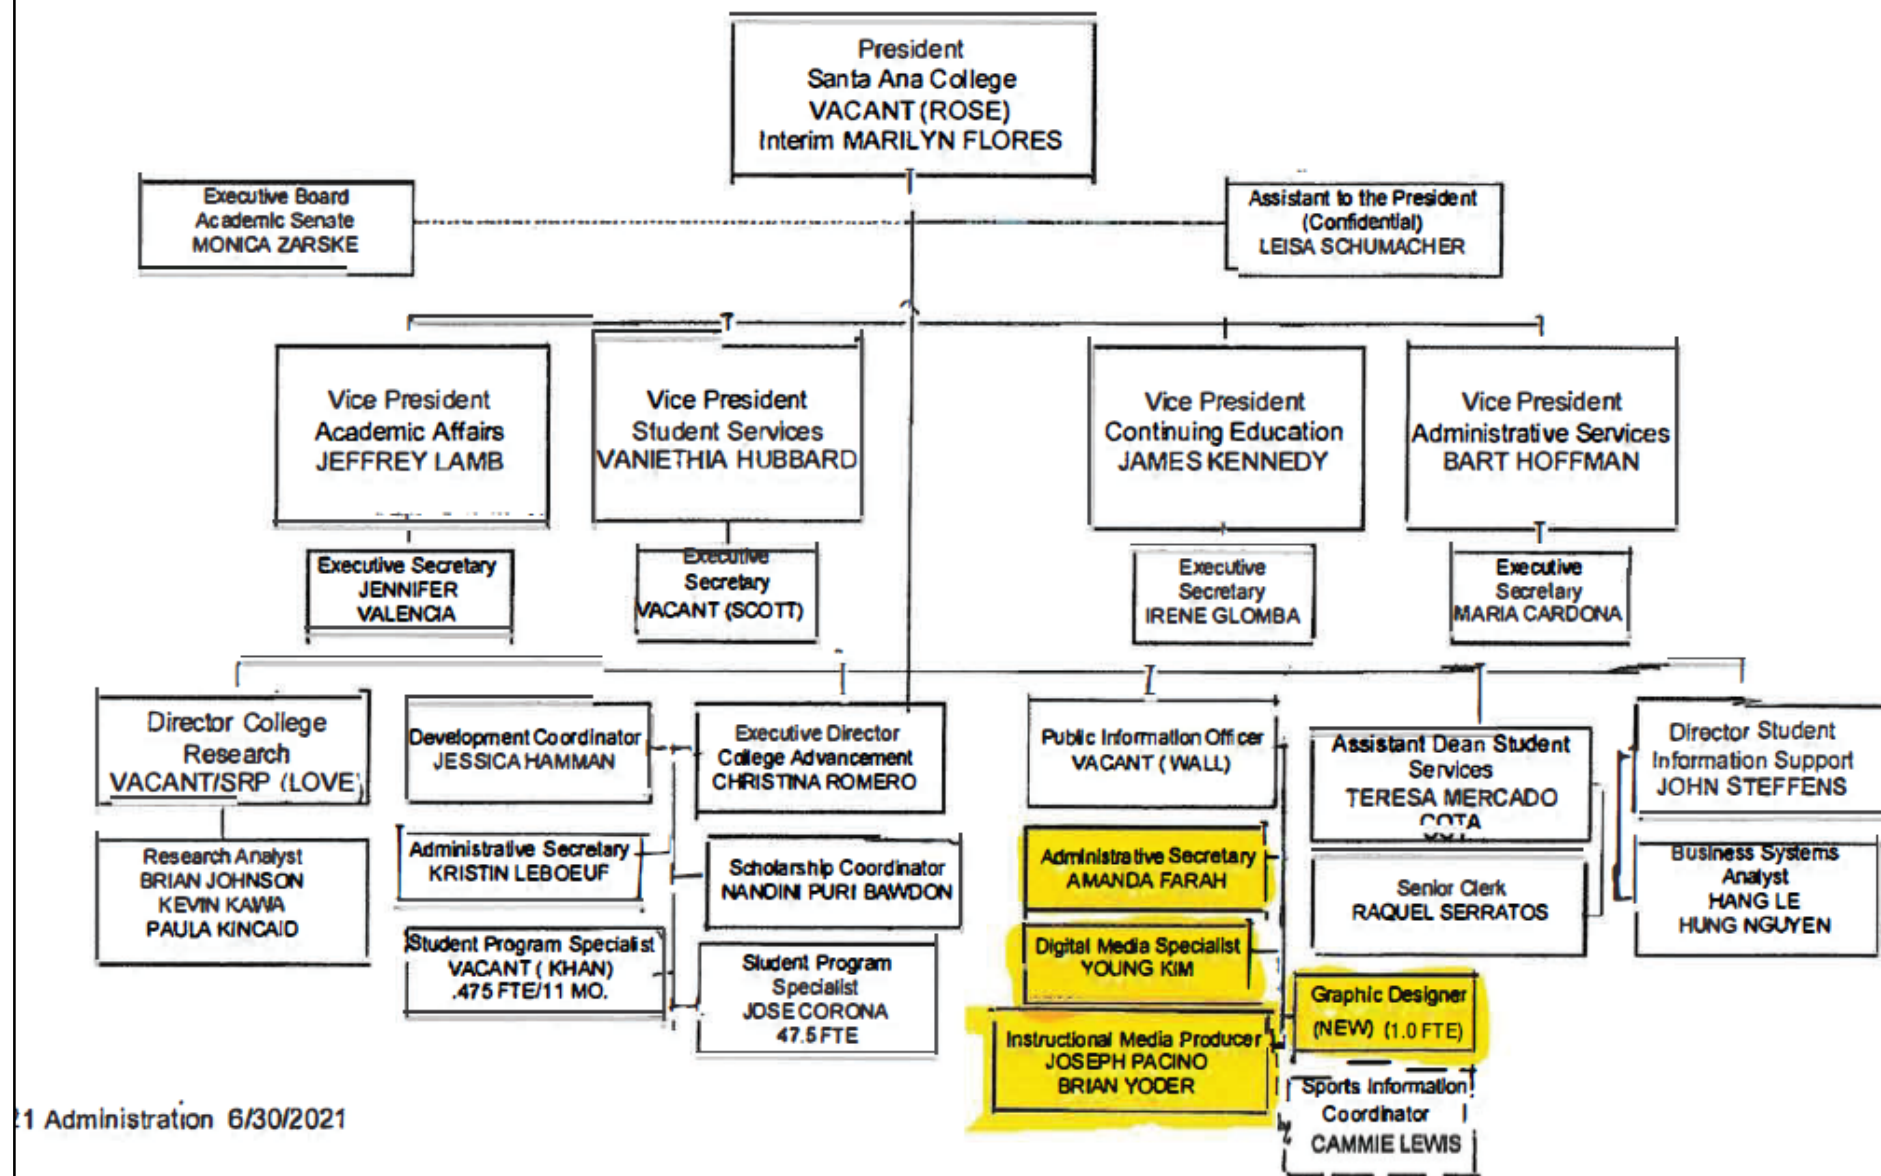 President
Santa Ana College
VACANT (ROSE)
Interim MARILYN FLORES
Executive Board
Academic Senate
MONICA ZARSKE
Assistant to the President
(Confidential)
LEISA SCHUMACHER
Vice President
Academic Affairs
JEFFREY LAMB
Vice President
Student Services
VANIETHIA HUBBARD
Vice President
Continuing Education
JAMES KENNEDY
Vice President
Administrative Services
BART HOFFMAN
Executive Secretary
JENNIFER
VALENCIA
Executive
Secretary
VACANT (SCOTT)
Executive
Secretary
IRENE GLOMBA
Executive
Secretary
MARIA CARDONA
Director College
Research
VACANT/SRP (LOVE)
Development Coordinator
JESSICA HAMMAN
Executive Director
College Advancement
CHRISTINA ROMERO
Public Information Officer
VACANT ( WALL)
Assistant Dean Student
Services
TERESA MERCADO
COTA
Director Student
Information Support
JOHN STEFFENS
Research Analyst
BRIAN JOHNSON
KEVIN KAWA
PAULA KINCAID
Administrative Secretary
KRISTIN LEBOEUF
Scholarship Coordinator
NANDINI PURI BAWDON
Administrative Secretary
AMANDA FARAH
Senior Clerk
RAQUEL SERRATOS
Business Systems
Analyst
HANG LE
HUNG NGUYEN
Student Program Specialist
VACANT ( KHAN)
.475 FTE/11 MO.
Student Program
Specialist
JOSE CORONA
47.5 FTE
Digital Media Specialist
YOUNG KIM
Graphic Designer
(NEW) (1.0 FTE)
Instructional Media Producer
JOSEPH PACINO
BRIAN YODER
Sports Information
Coordinator
CAMMIE LEWIS
21 Administration 6/30/2021